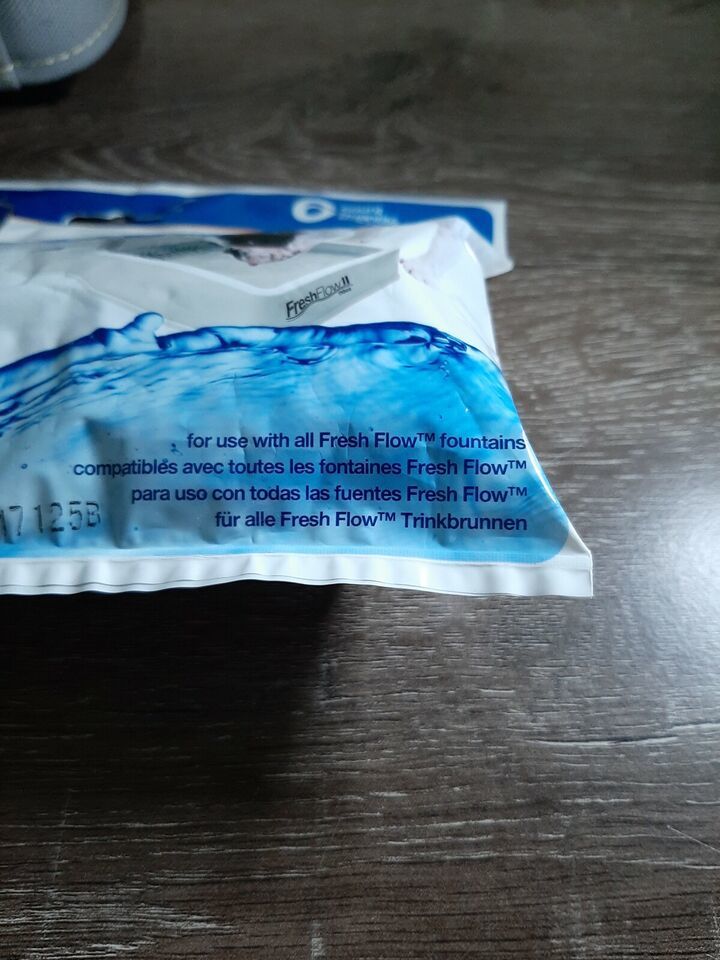 FreshFlow II
for use with all Fresh Flow™ fountains
compatibles avec toutes les fontaines Fresh Flow™
para uso con todas las fuentes Fresh Flow™
für alle Fresh Flow™ Trinkbrunnen
7125B